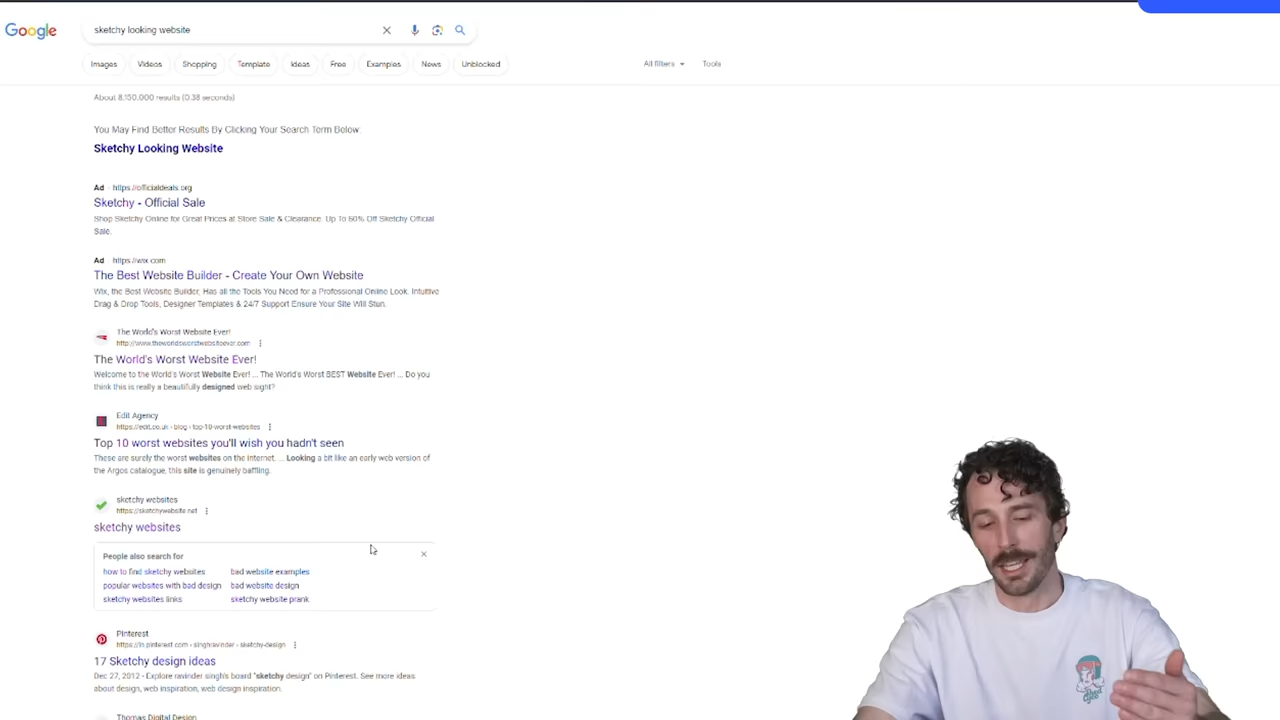 Google
sketchy looking website
Images
Videos
Shopping
Template
Ideas
Free
Examples
News
Unblocked
All filters
Tools
About 8,150,000 results (0.38 seconds)
You May Find Better Results By Clicking Your Search Term Below:
Sketchy Looking Website
Ad · https://officialdeals.org
Sketchy - Official Sale
Shop Sketchy Online for Great Prices at Store Sale & Clearance. Up To 60% Off Sketchy Official
Sale.
Ad · https://wix.com
The Best Website Builder - Create Your Own Website
Wix, the Best Website Builder, Has all the Tools You Need for a Professional Online Look. Intuitive
Drag & Drop Tools, Designer Templates & 24/7 Support Ensure Your Site Will Stun.
The World's Worst Website Ever!
http://www.theworldsworstwebsiteever.com
The World's Worst Website Ever!
Welcome to the World's Worst Website Ever! ... The World's Worst BEST Website Ever! ... Do you
think this is really a beautifully designed web sight?
Edit Agency
https://edit.co.uk › blog › top-10-worst-websites
Top 10 worst websites you'll wish you hadn't seen
These are surely the worst websites on the internet. ... Looking a bit like an early web version of
the Argos catalogue, this site is genuinely baffling.
sketchy websites
https://sketchywebsite.net
sketchy websites
People also search for
how to find sketchy websites
bad website examples
popular websites with bad design
bad website design
sketchy websites links
sketchy website prank
Pinterest
https://in.pinterest.com › singhravinder › sketchy-design
17 Sketchy design ideas
Dec 27, 2012 - Explore ravinder singh's board "sketchy design" on Pinterest. See more ideas
about design, web inspiration, web design inspiration.
Thomas Digital Design